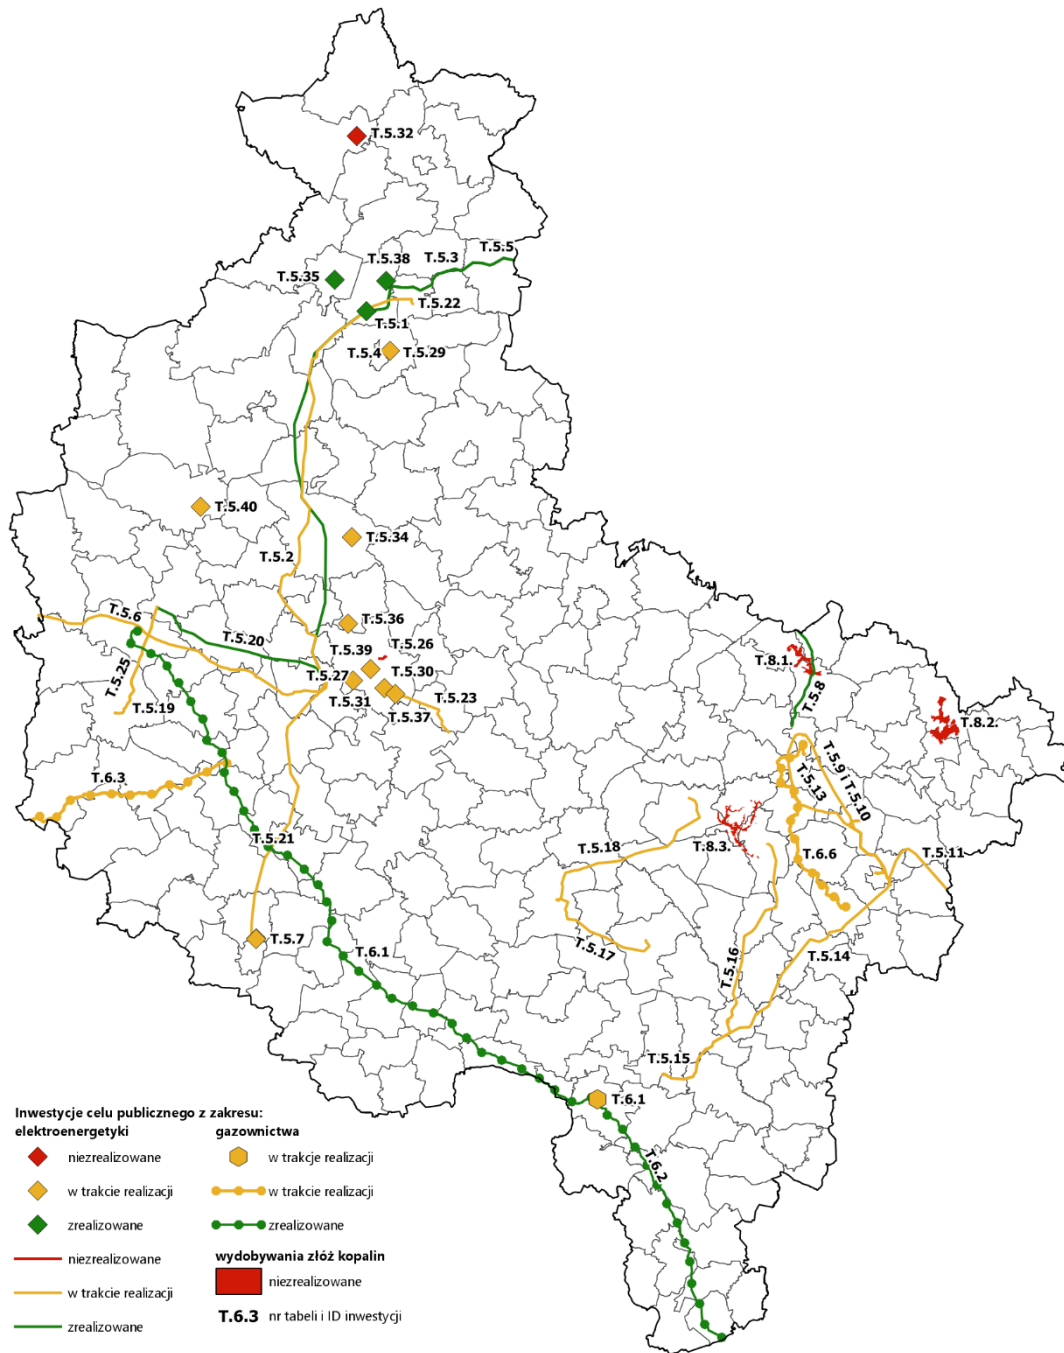 T.5.32
T.5.5
T.5.38
T.5.3
T.5.35
T.5.22
T.5.1
T.5.4
T.5.29
T.5.40
T.5.34
T.5.2
T.5.6
T.5.36
T.5.20
T.5.39
T.5.26
T.8.1.
T.5.25
T.5.27
T.5.30
T.5.8
T.5.19
T.5.31
T.5.23
T.5.37
T.8.2.
T.6.3
T.5.9 i T.5.10
T.5.13
T.5.21
T.5.18
T.8.3.
T.6.6
T.5.11
T.5.7
T.6.1
T.5.17
T.5.16
T.5.14
T.5.15
T.6.1
T.6.2
Inwestycje celu publicznego z zakresu:
elektroenergetyki
niezrealizowane
w trakcie realizacji
zrealizowane
niezrealizowane
w trakcie realizacji
zrealizowane
gazownictwa
w trakcje realizacji
w trakcie realizacji
zrealizowane
wydobywania złóż kopalin
niezrealizowane
T.6.3 nr tabeli i ID inwestycji